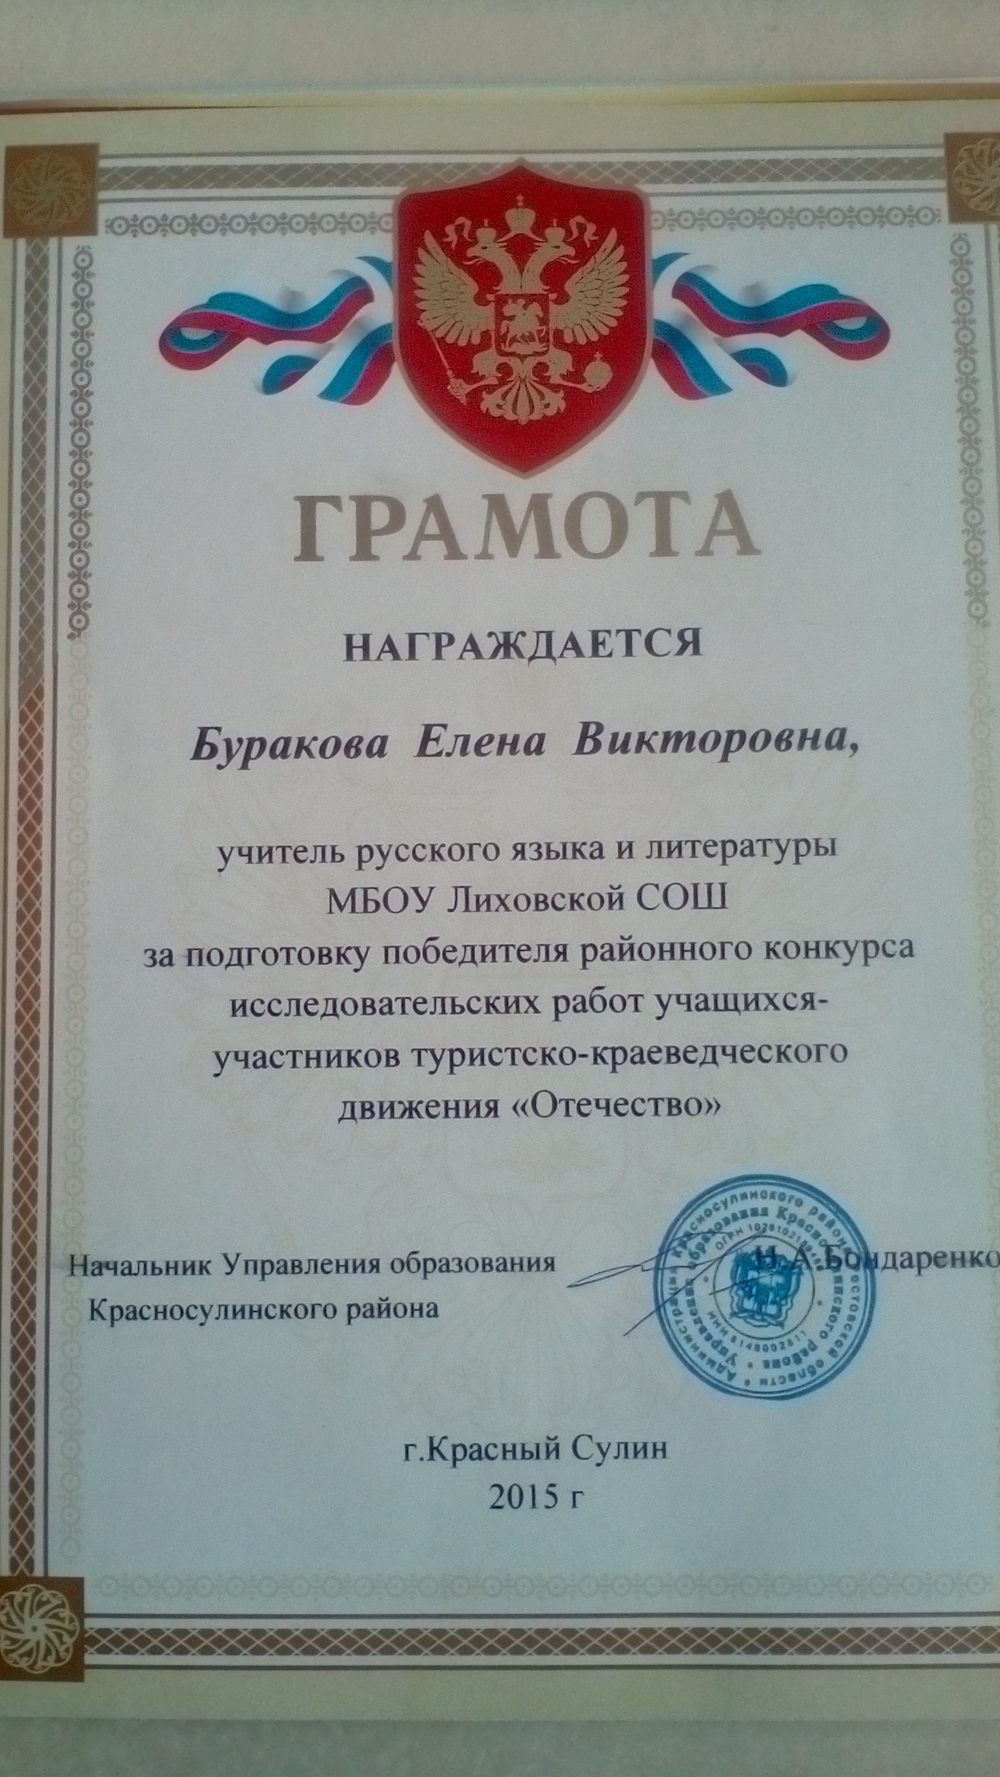 ГРАМОТА
НАГРАЖДАЕТСЯ
Буракова Елена Викторовна,
учитель русского языка и литературы
МБОУ Лиховской СОШ
за подготовку победителя районного конкурса
исследовательских работ учащихся-
участников туристско-краеведческого
движения «Отечество»
Начальник Управления образования
Красносулинского района
Н.А.Бондаренко
г.Красный Сулин
2015 г